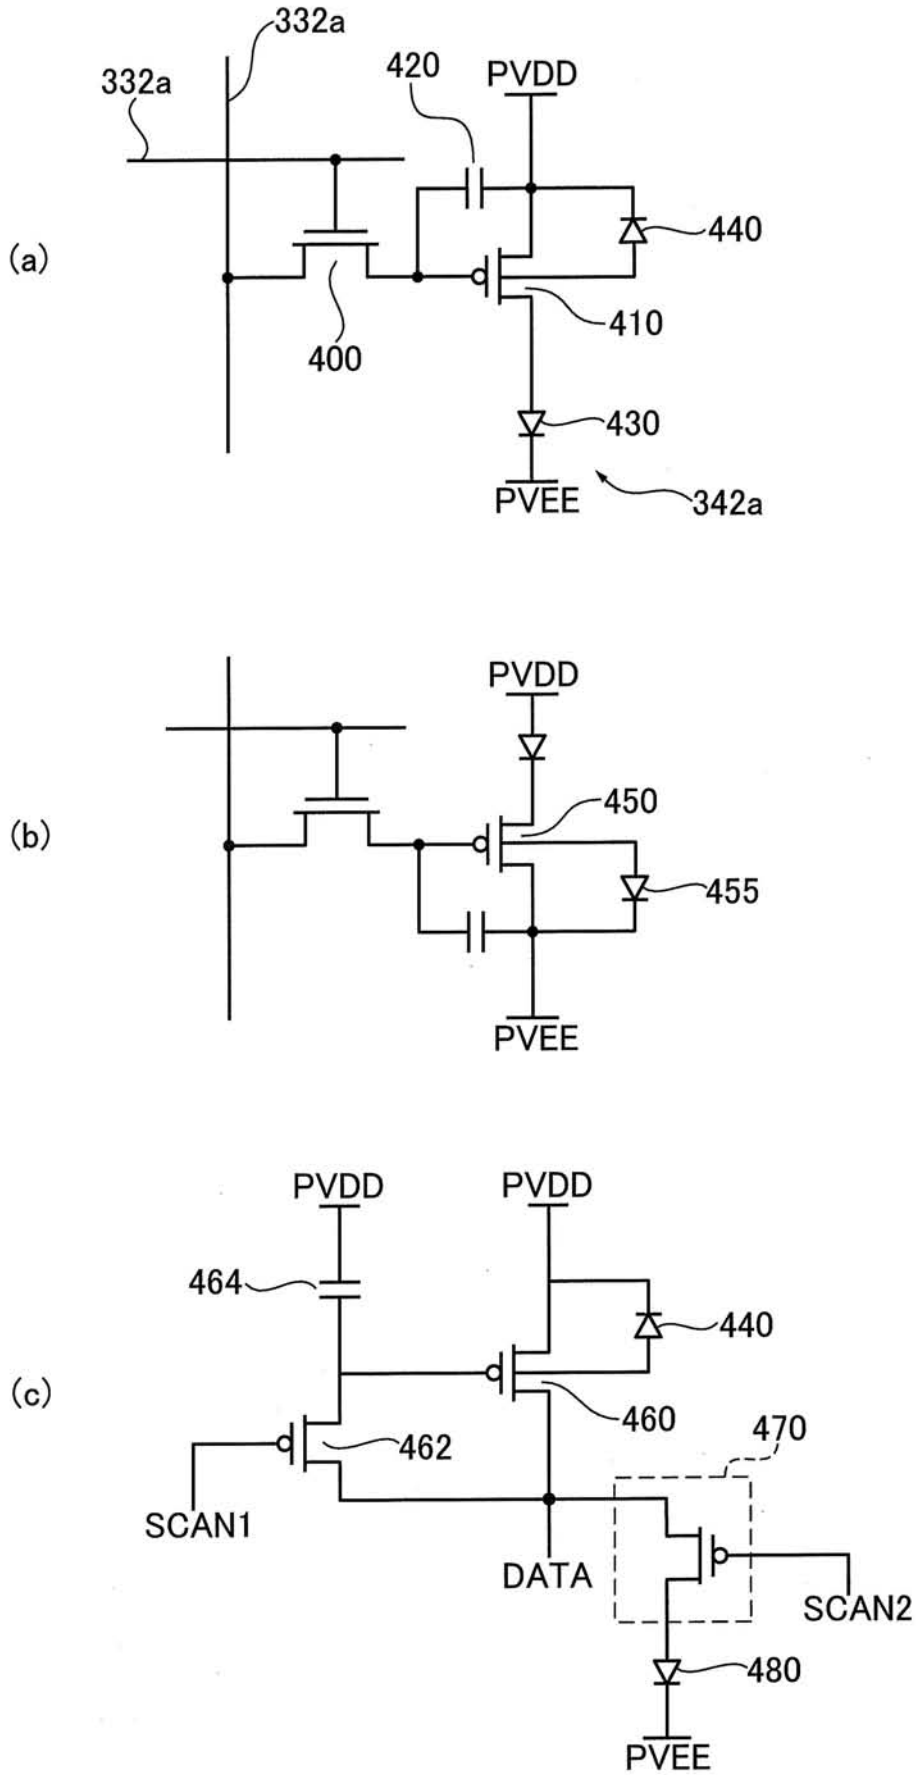 332a
332a
420
PVDD
440
(a)
410
400
430
PVEE
342a
PVDD
450
(b)
455
PVEE
PVDD
PVDD
464
440
(c)
460
470
462
SCAN1
DATA
SCAN2
480
PVEE